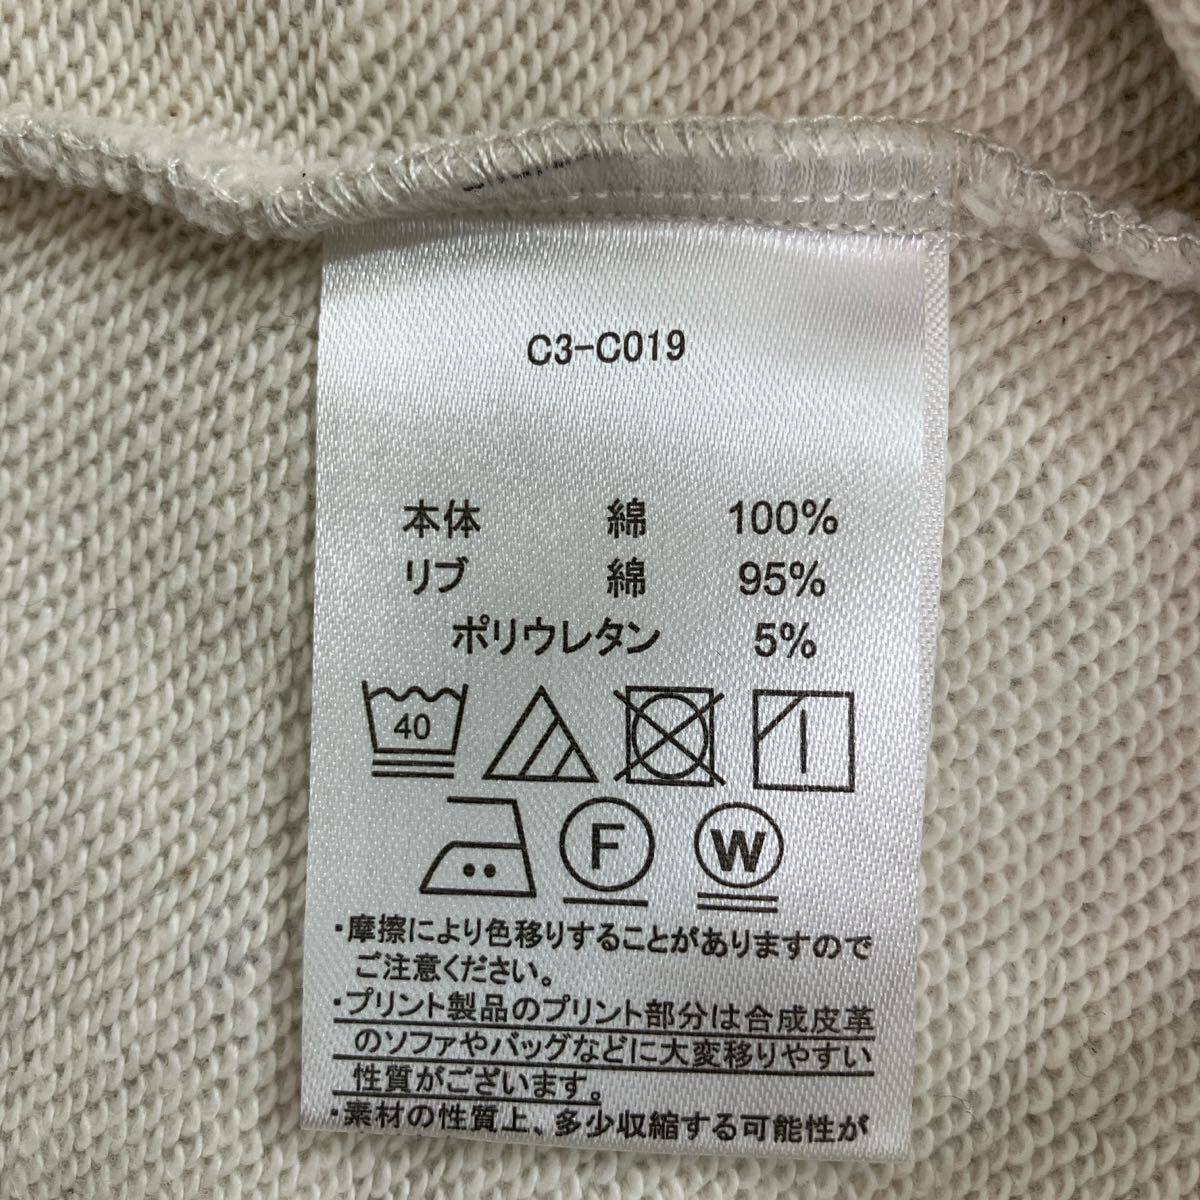 C3-C019
本体 綿 100%
リブ 綿 95%
ポリウレタン 5%
40
F W
・摩擦により色移りすることがありますので
ご注意ください。
・プリント製品のプリント部分は合成皮革
のソファやバッグなどに大変移りやすい
性質がございます。
・素材の性質上、多少収縮する可能性が